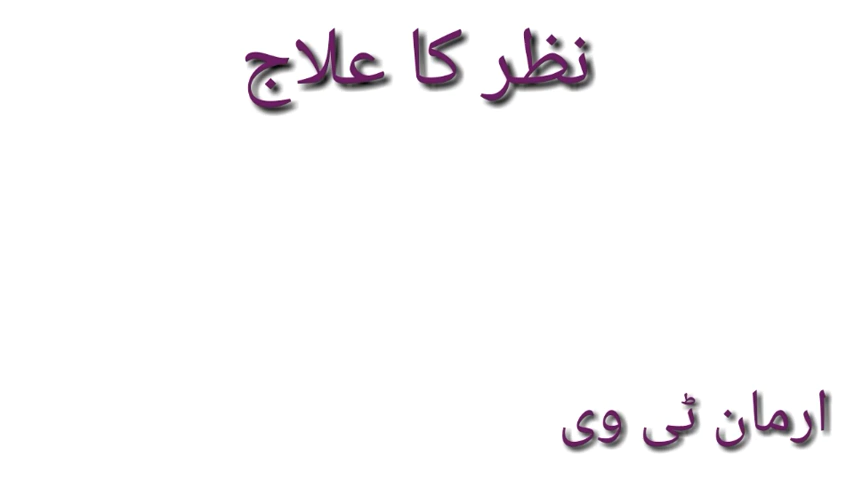 نظر کا علاج
ارمان ٹی وی